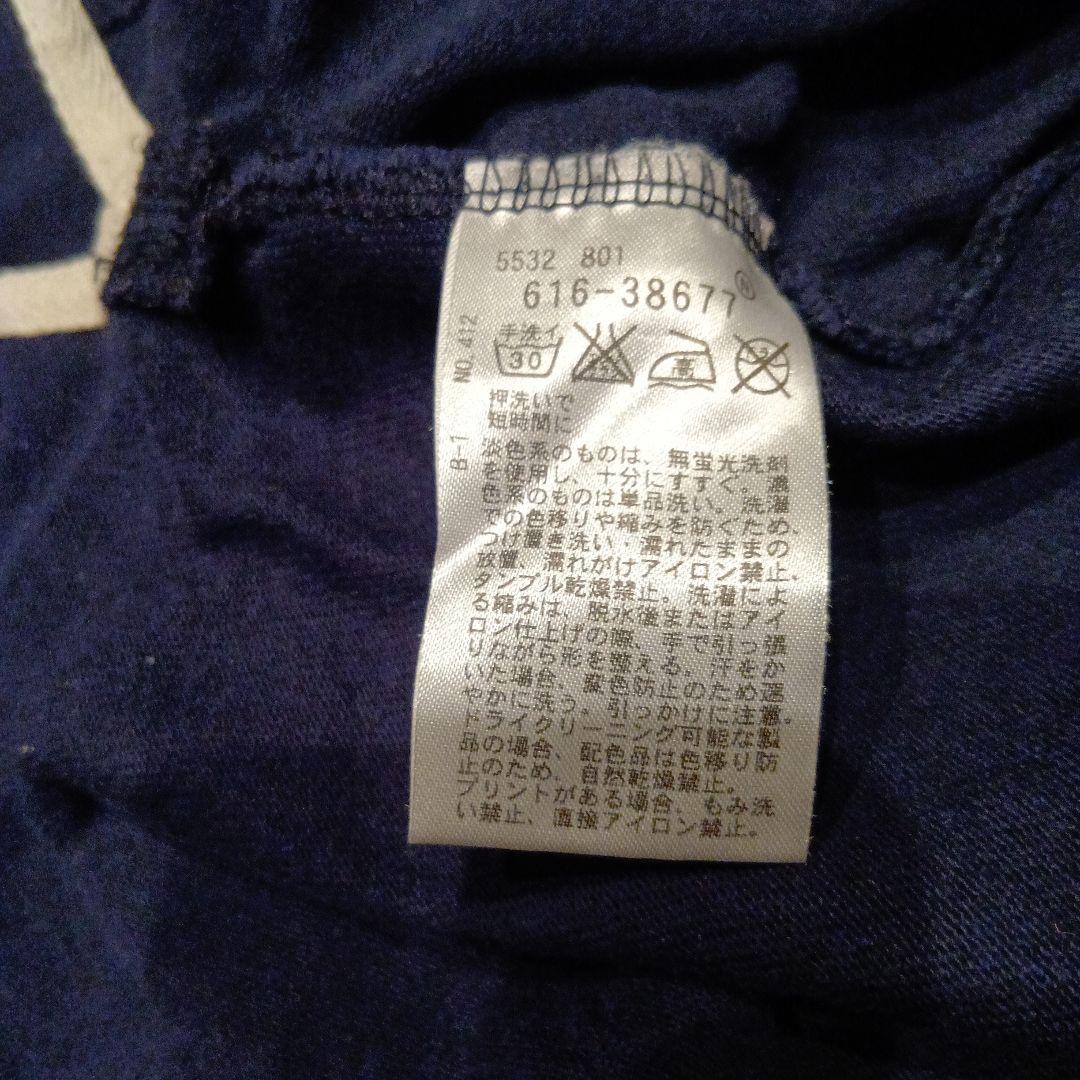 5532 801
616-38677
N
NO.412
B-1
手洗イ
30
高
押洗いで
短時間に
淡色系のものは、無蛍光洗剤
を使用し、十分にすすぐ。濃
色系のものは単品洗い。洗濯
での色移りや縮みを防ぐため、
つけ置き洗い・濡れたままの
放置、濡れアイロン禁止。
タンブル乾燥禁止。洗濯によ
る縮みは、脱水後、手でアイ
ロン仕上げの際、
りながら形を整える。汗をか
いた場合、変色防止のため速
やかに洗う。引っかけに注意。
ドライクリーニング可能な製
品の場合、配色品は色移り防
止のため、自然乾燥禁止。
プリントがある場合、もみ洗
い禁止、直接アイロン禁止。